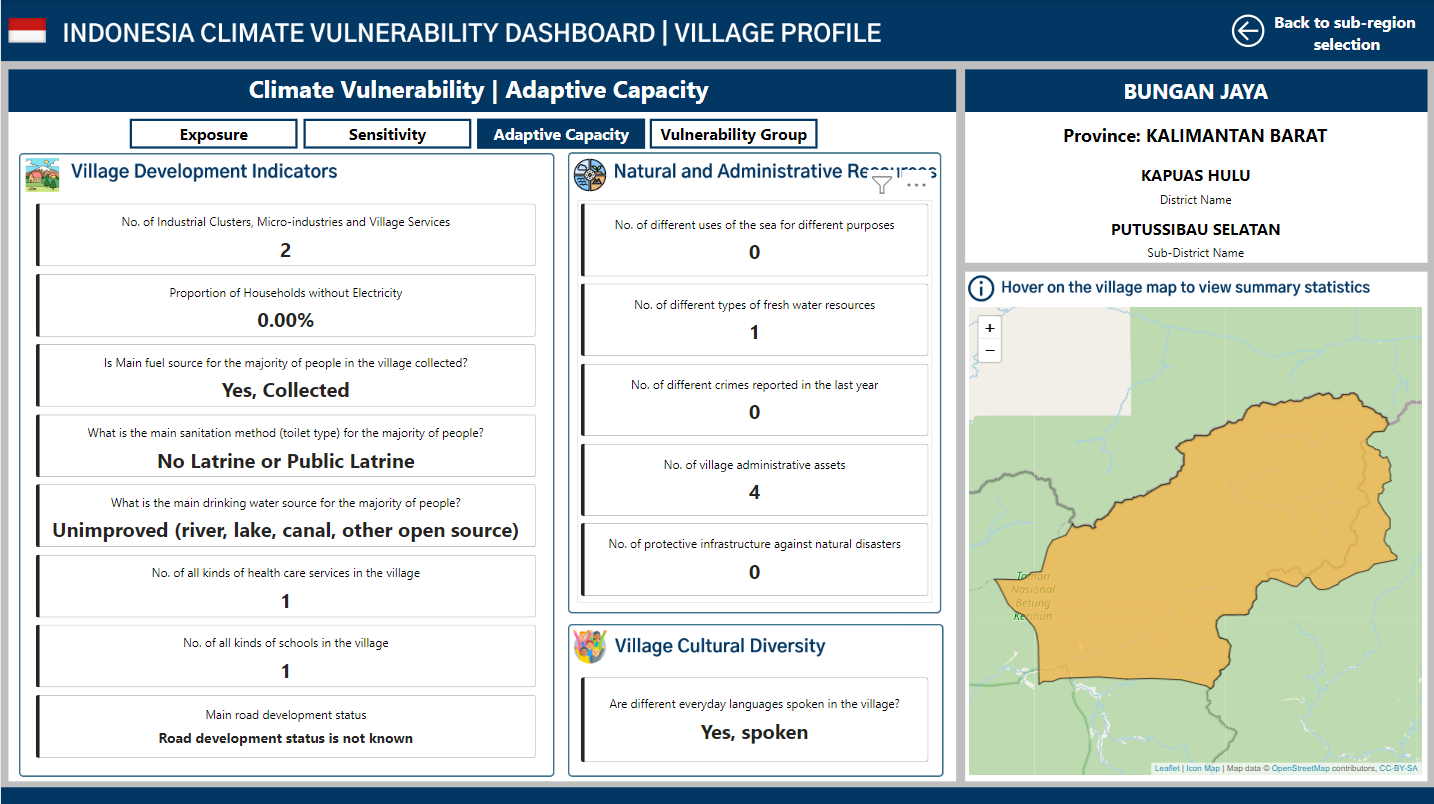 INDONESIA CLIMATE VULNERABILITY DASHBOARD | VILLAGE PROFILE
Back to sub-region
selection
Climate Vulnerability | Adaptive Capacity
Exposure
Sensitivity
Adaptive Capacity
Vulnerability Group
Village Development Indicators
No. of Industrial Clusters, Micro-industries and Village Services
2
Proportion of Households without Electricity
0.00%
Is Main fuel source for the majority of people in the village collected?
Yes, Collected
What is the main sanitation method (toilet type) for the majority of people?
No Latrine or Public Latrine
What is the main drinking water source for the majority of people?
Unimproved (river, lake, canal, other open source)
No. of all kinds of health care services in the village
1
No. of all kinds of schools in the village
1
Main road development status
Road development status is not known
Natural and Administrative Resources
No. of different uses of the sea for different purposes
0
No. of different types of fresh water resources
1
No. of different crimes reported in the last year
0
No. of village administrative assets
4
No. of protective infrastructure against natural disasters
0
Village Cultural Diversity
Are different everyday languages spoken in the village?
Yes, spoken
BUNGAN JAYA
Province: KALIMANTAN BARAT
KAPUAS HULU
District Name
PUTUSSIBAU SELATAN
Sub-District Name
Hover on the village map to view summary statistics
+
−
Taman
Nasional
Betung
Kerihun
Leaflet | Icon Map | Map data © OpenStreetMap contributors, CC-BY-SA